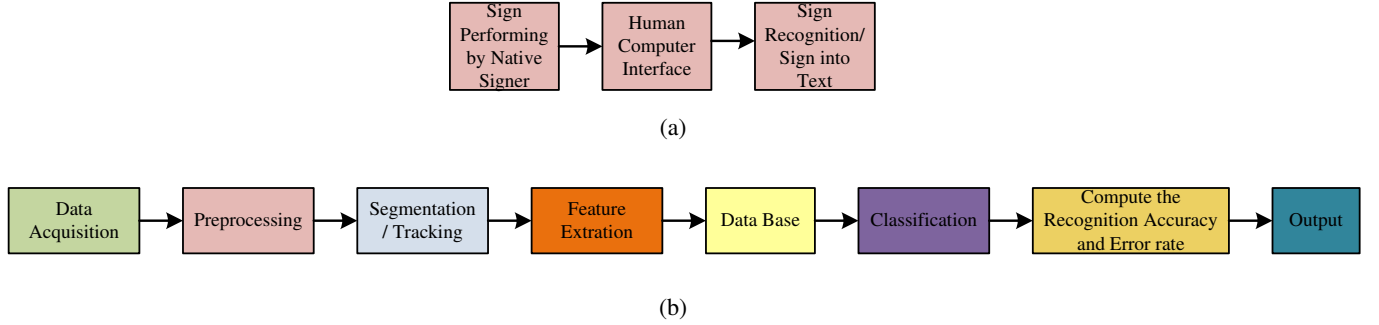 Sign
Performing
by Native
Signer
Human
Computer
Interface
Sign
Recognition/
Sign into
Text
(a)
Data
Acquisition
Preprocessing
Segmentation
/ Tracking
Feature
Extration
Data Base
Classification
Compute the
Recognition Accuracy
and Error rate
Output
(b)